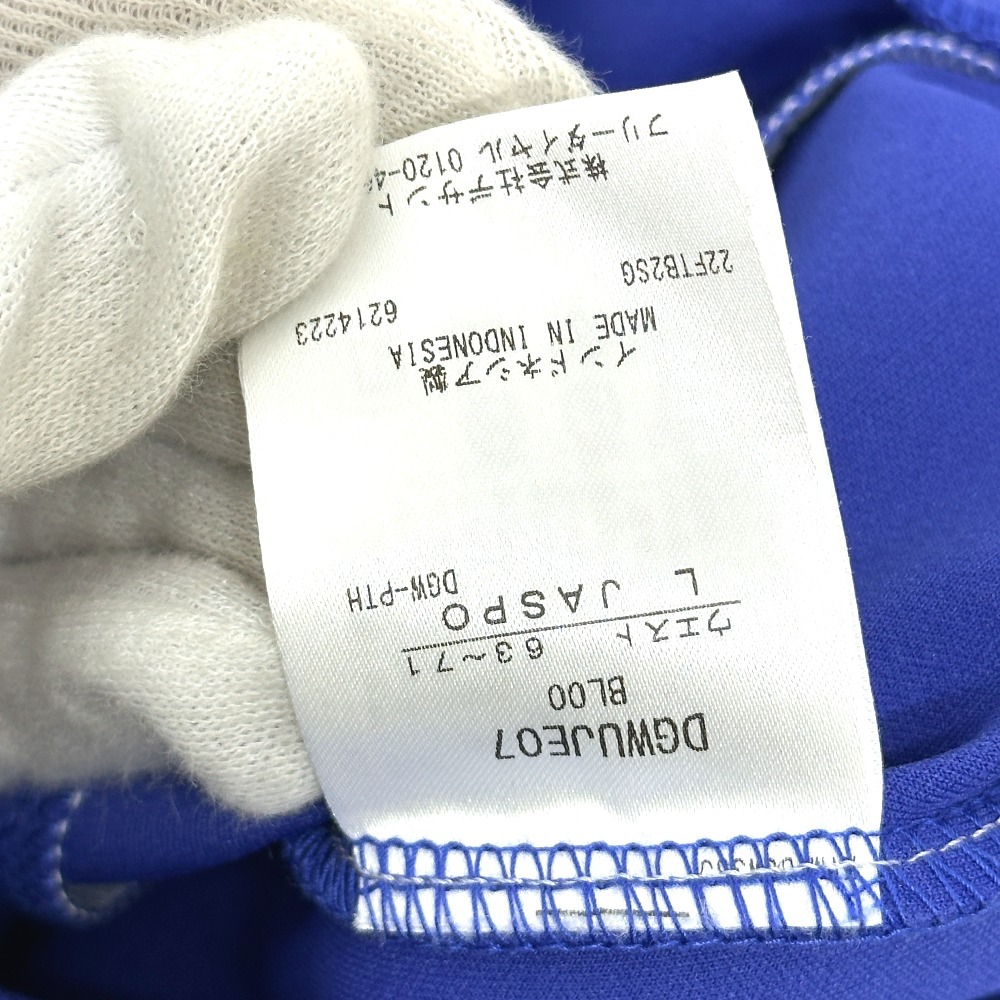 DGWUJE07
BL00
ウエスト 63〜71
L JASPO
DGW-PTH
インドネシア製
MADE IN INDONESIA
6214223
22FTB2SG
株式会社デサント
フリーダイヤル 0120-4